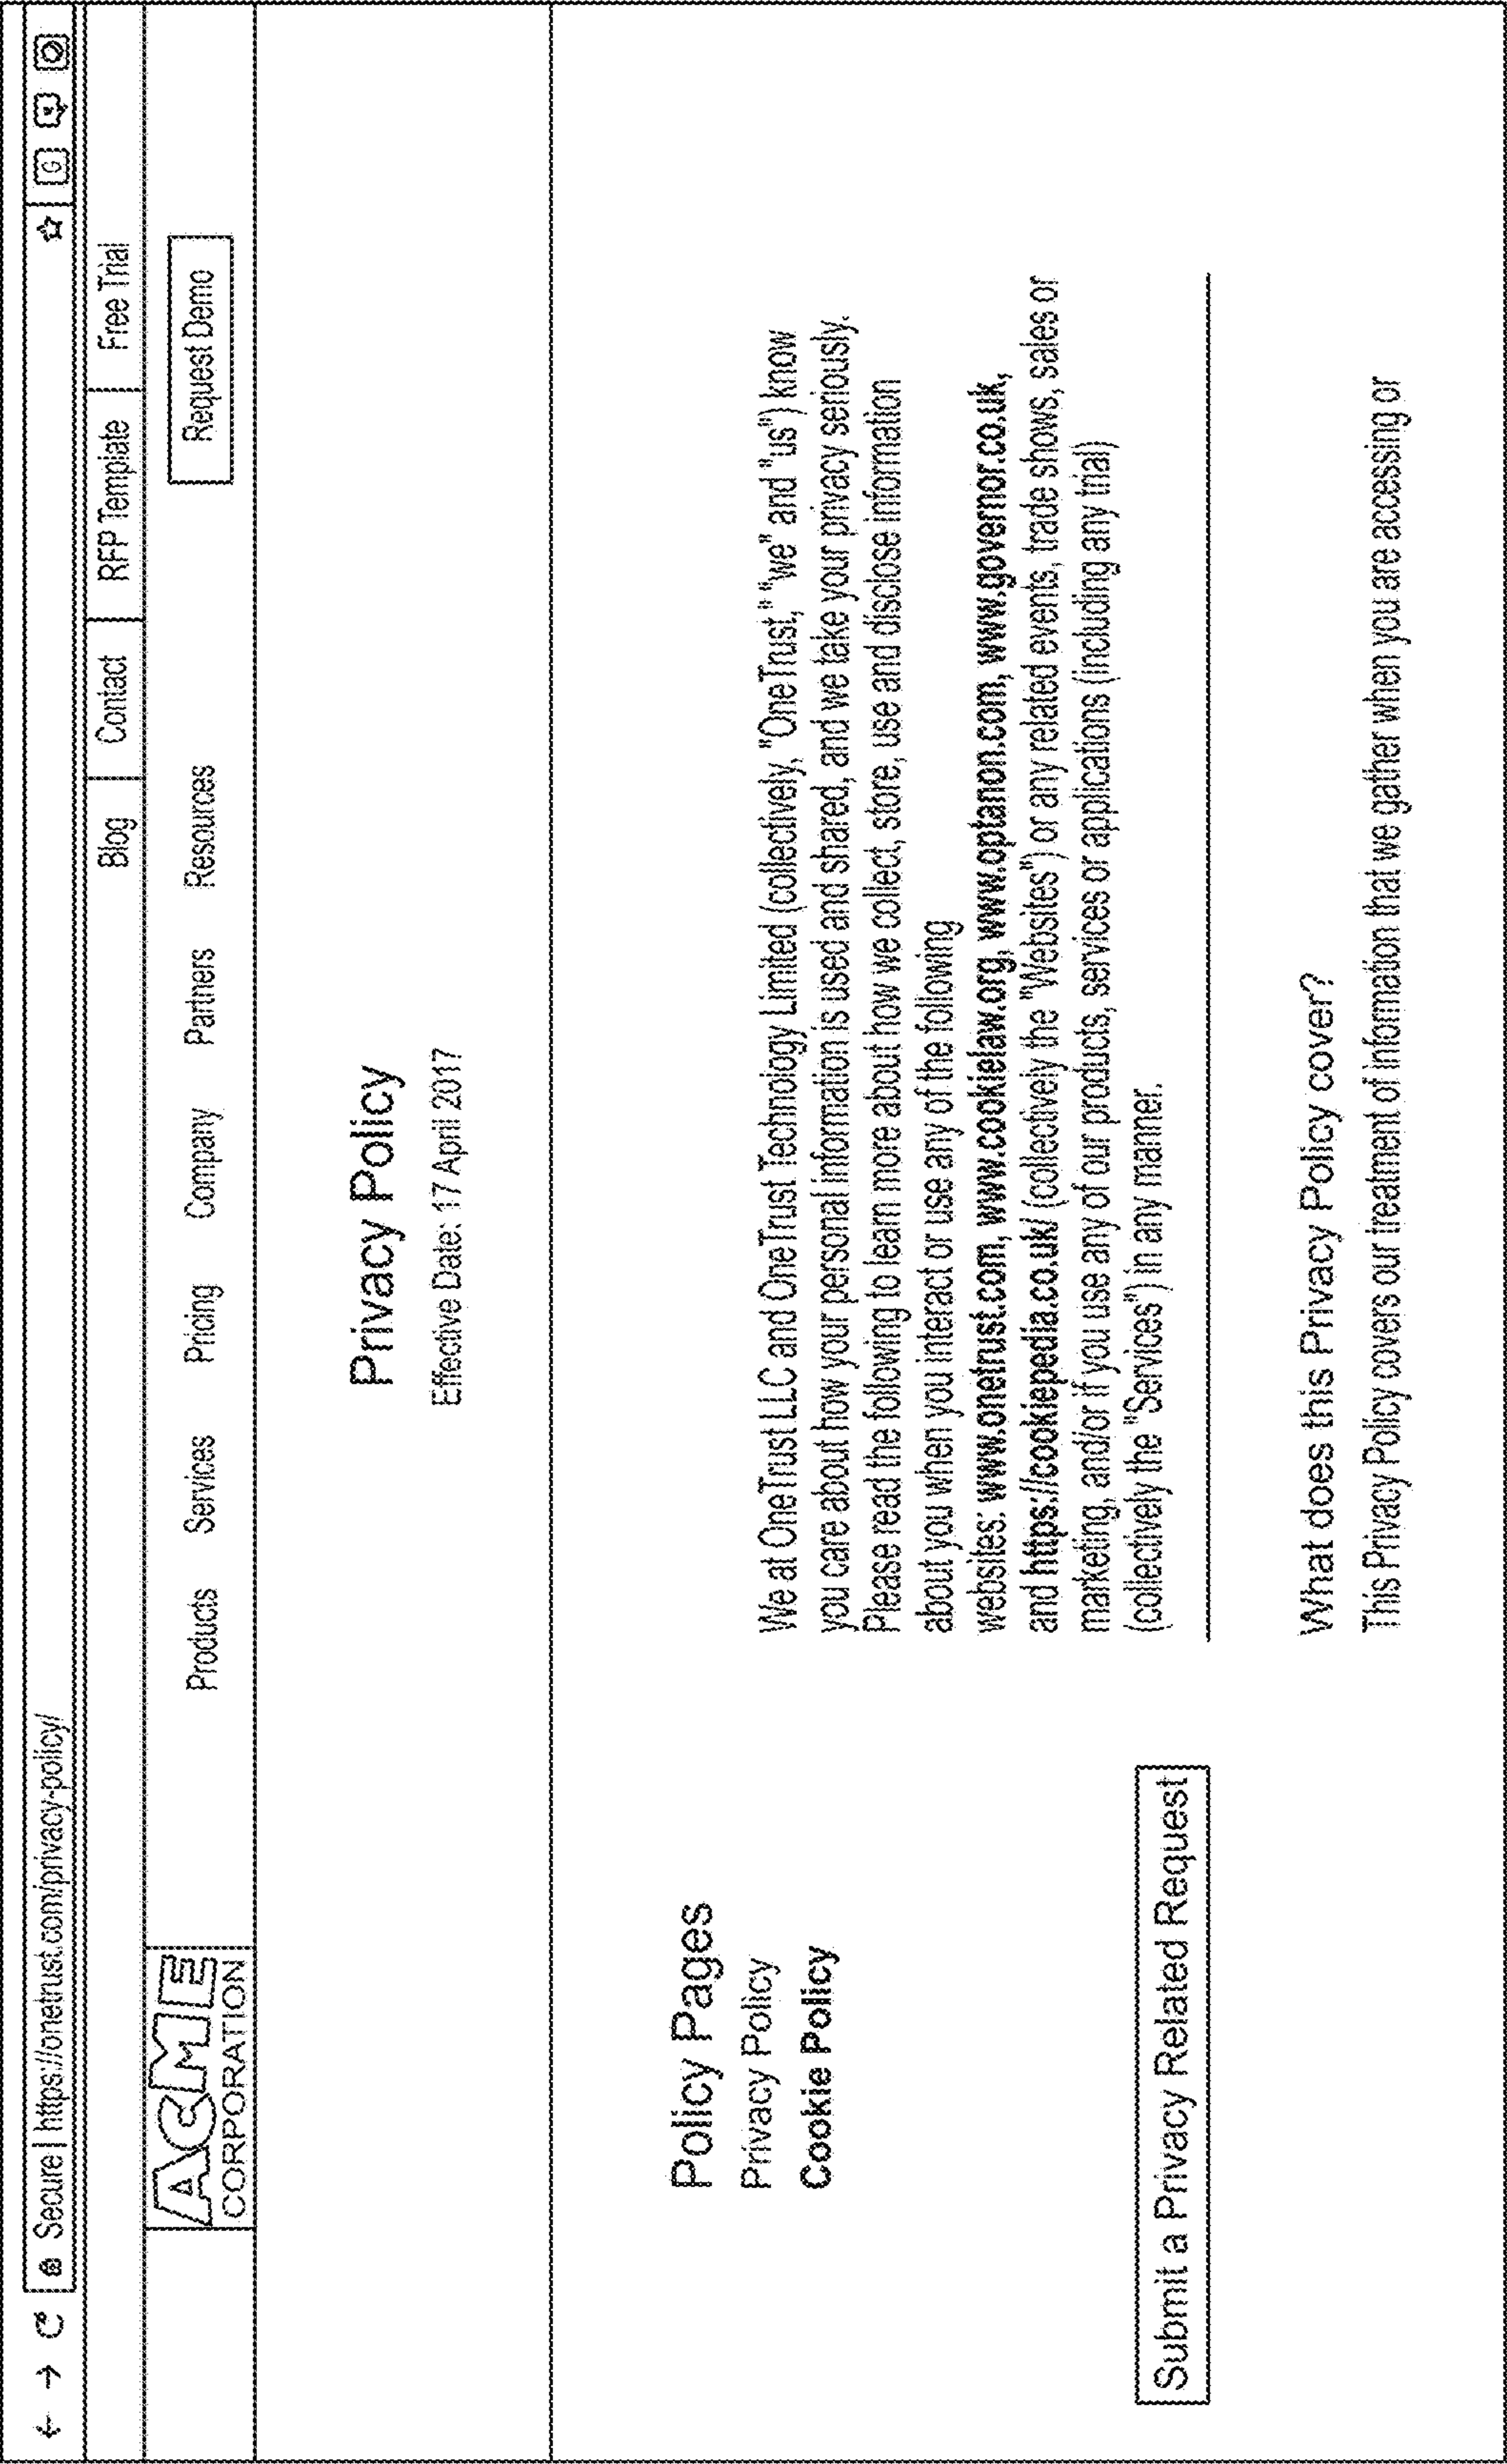 Secure | https://onetrust.com/privacy-policy/
Blog | Contact | RFP Template | Free Trial
ACME
CORPORATION
Products Services Pricing Company Partners Resources
Request Demo
Privacy Policy
Effective Date: 17 April 2017
Policy Pages
Privacy Policy
Cookie Policy
Submit a Privacy Related Request
We at OneTrust LLC and OneTrust Technology Limited (collectively, "OneTrust," "we" and "us") know
you care about how your personal information is used and shared, and we take your privacy seriously.
Please read the following to learn more about how we collect, store, use and disclose information
about you when you interact or use any of the following
websites: www.onetrust.com, www.cookielaw.org, www.optanon.com, www.governor.co.uk,
and https://cookiepedia.co.uk/ (collectively the "Websites") or any related events, trade shows, sales or
marketing, and/or if you use any of our products, services or applications (including any trial)
(collectively the "Services") in any manner.
What does this Privacy Policy cover?
This Privacy Policy covers our treatment of information that we gather when you are accessing or